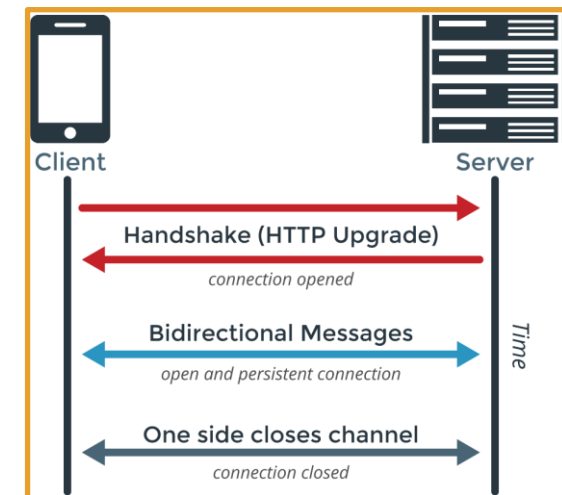 Client
Server
Handshake (HTTP Upgrade)
connection opened
Bidirectional Messages
open and persistent connection
Time
One side closes channel
connection closed